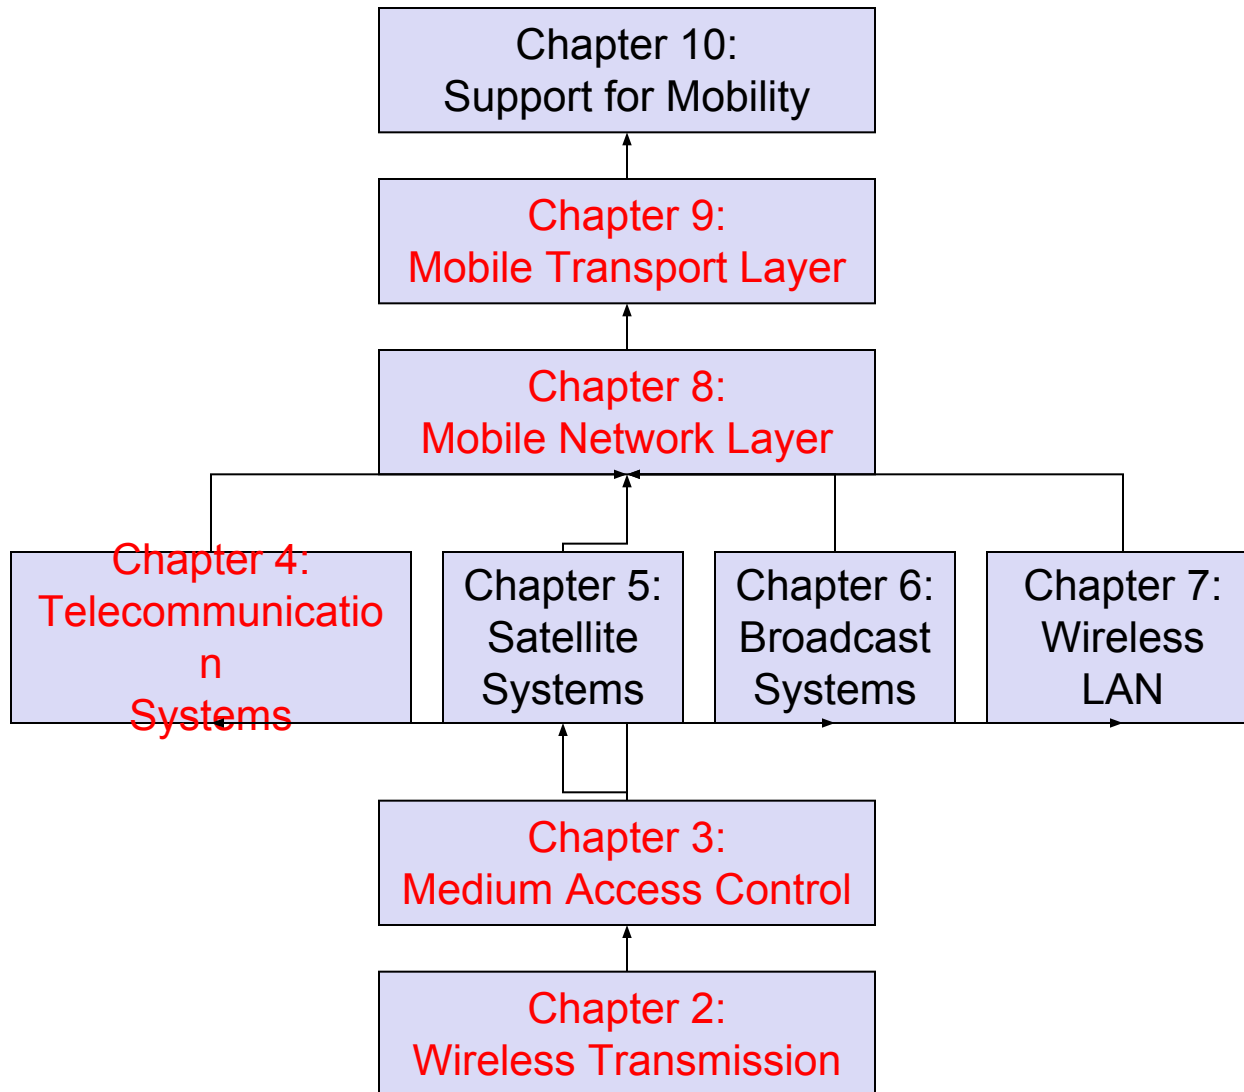 Chapter 10:
Support for Mobility
Chapter 9:
Mobile Transport Layer
Chapter 8:
Mobile Network Layer
Chapter 4:
Telecommunicatio
n
Systems
Chapter 5:
Satellite
Systems
Chapter 6:
Broadcast
Systems
Chapter 7:
Wireless
LAN
Chapter 3:
Medium Access Control
Chapter 2:
Wireless Transmission